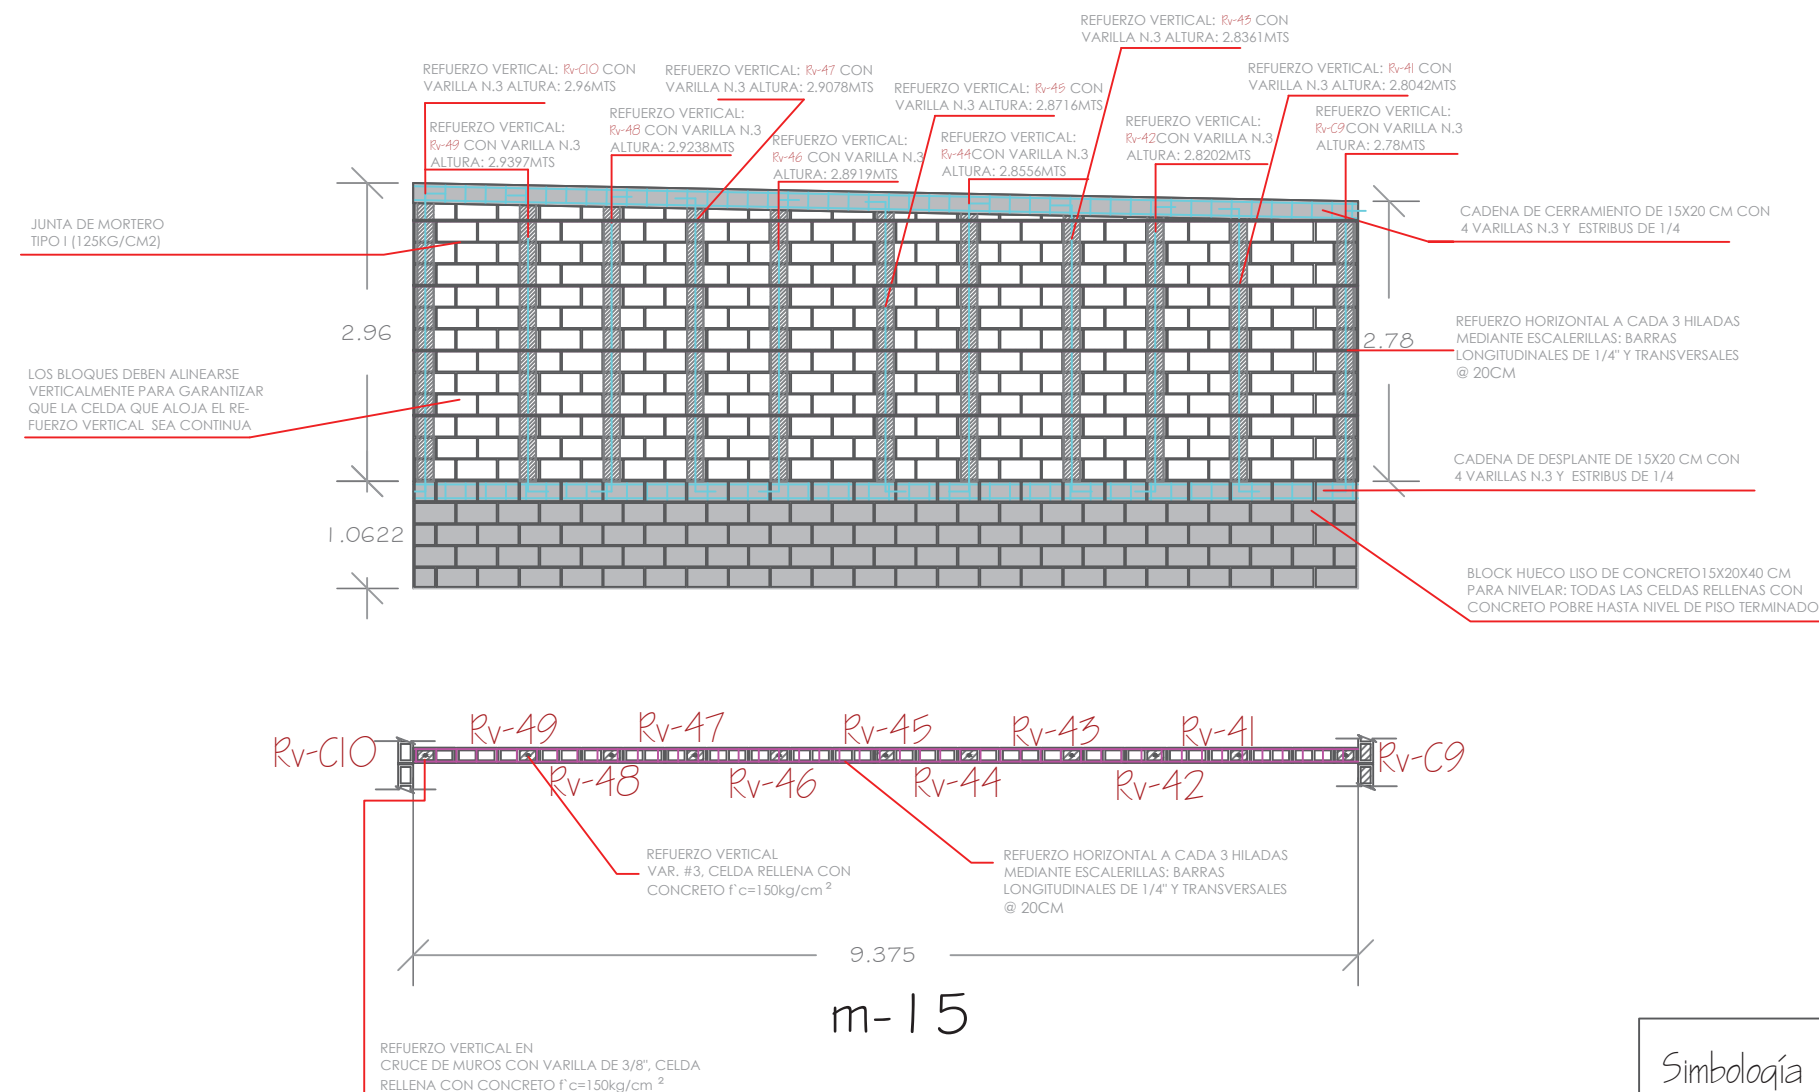 REFUERZO VERTICAL: Rv-43 CON
VARILLA N.3 ALTURA: 2.8361MTS
REFUERZO VERTICAL: Rv-C10 CON
VARILLA N.3 ALTURA: 2.96MTS
REFUERZO VERTICAL: Rv-47 CON
VARILLA N.3 ALTURA: 2.9078MTS
REFUERZO VERTICAL: Rv-45 CON
VARILLA N.3 ALTURA: 2.8716MTS
REFUERZO VERTICAL: Rv-41 CON
VARILLA N.3 ALTURA: 2.8042MTS
REFUERZO VERTICAL:
Rv-49 CON VARILLA N.3
ALTURA: 2.9397MTS
REFUERZO VERTICAL:
Rv-48 CON VARILLA N.3
ALTURA: 2.9238MTS
REFUERZO VERTICAL:
Rv-46 CON VARILLA N.3
ALTURA: 2.8919MTS
REFUERZO VERTICAL:
Rv-44CON VARILLA N.3
ALTURA: 2.8556MTS
REFUERZO VERTICAL:
Rv-42CON VARILLA N.3
ALTURA: 2.8202MTS
REFUERZO VERTICAL:
Rv-C9CON VARILLA N.3
ALTURA: 2.78MTS
JUNTA DE MORTERO
TIPO I (125KG/CM2)
CADENA DE CERRAMIENTO DE 15X20 CM CON
4 VARILLAS N.3 Y ESTRIBUS DE 1/4
2.96
2.78
REFUERZO HORIZONTAL A CADA 3 HILADAS
MEDIANTE ESCALERILLAS: BARRAS
LONGITUDINALES DE 1/4" Y TRANSVERSALES
@ 20CM
LOS BLOQUES DEBEN ALINEARSE
VERTICALMENTE PARA GARANTIZAR
QUE LA CELDA QUE ALOJA EL RE-
FUERZO VERTICAL SEA CONTINUA
CADENA DE DESPLANTE DE 15X20 CM CON
4 VARILLAS N.3 Y ESTRIBUS DE 1/4
1.0622
BLOCK HUECO LISO DE CONCRETO15X20X40 CM
PARA NIVELAR: TODAS LAS CELDAS RELLENAS CON
CONCRETO POBRE HASTA NIVEL DE PISO TERMINADO
Rv-C10
Rv-49
Rv-47
Rv-45
Rv-43
Rv-41
Rv-C9
Rv-48
Rv-46
Rv-44
Rv-42
REFUERZO VERTICAL
VAR. #3, CELDA RELLENA CON
CONCRETO f`c=150kg/cm ²
REFUERZO HORIZONTAL A CADA 3 HILADAS
MEDIANTE ESCALERILLAS: BARRAS
LONGITUDINALES DE 1/4" Y TRANSVERSALES
@ 20CM
9.375
m-15
REFUERZO VERTICAL EN
CRUCE DE MUROS CON VARILLA DE 3/8", CELDA
RELLENA CON CONCRETO f`c=150kg/cm ²
Simbología